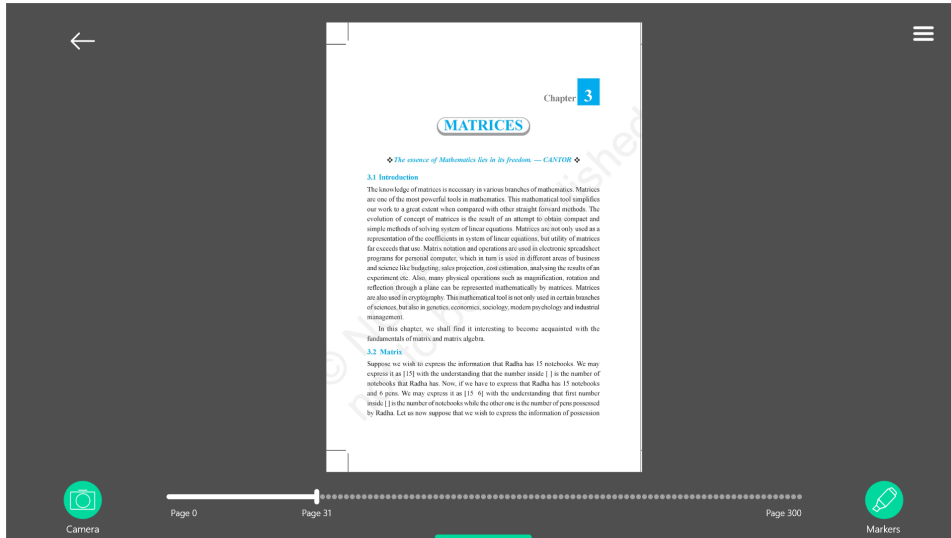 Chapter 3
MATRICES
❖ The essence of Mathematics lies in its freedom. — CANTOR ❖
3.1 Introduction
The knowledge of matrices is necessary in various branches of mathematics. Matrices
are one of the most powerful tools in mathematics. This mathematical tool simplifies
our work to a great extent when compared with other straight forward methods. The
evolution of concept of matrices is the result of an attempt to obtain compact and
simple methods of solving system of linear equations. Matrices are not only used as a
representation of the coefficients in system of linear equations, but utility of matrices
far exceeds that use. Matrix notation and operations are used in electronic spreadsheet
programs for personal computer, which in turn is used in different areas of business
and science like budgeting, sales projection, cost estimation, analysing the results of an
experiment etc. Also, many physical operations such as magnification, rotation and
reflection through a plane can be represented mathematically by matrices. Matrices
are also used in cryptography. This mathematical tool is not only used in certain branches
of sciences, but also in genetics, economics, sociology, modern psychology and industrial
management.
In this chapter, we shall find it interesting to become acquainted with the
fundamentals of matrix and matrix algebra.
3.2 Matrix
Suppose we wish to express the information that Radha has 15 notebooks. We may
express it as [15] with the understanding that the number inside [ ] is the number of
notebooks that Radha has. Now, if we have to express that Radha has 15 notebooks
and 6 pens. We may express it as [15 6] with the understanding that first number
inside [ ] is the number of notebooks while the other one is the number of pens possessed
by Radha. Let us now suppose that we wish to express the information of possession
Page 0
Page 31
Page 300
Camera
Markers